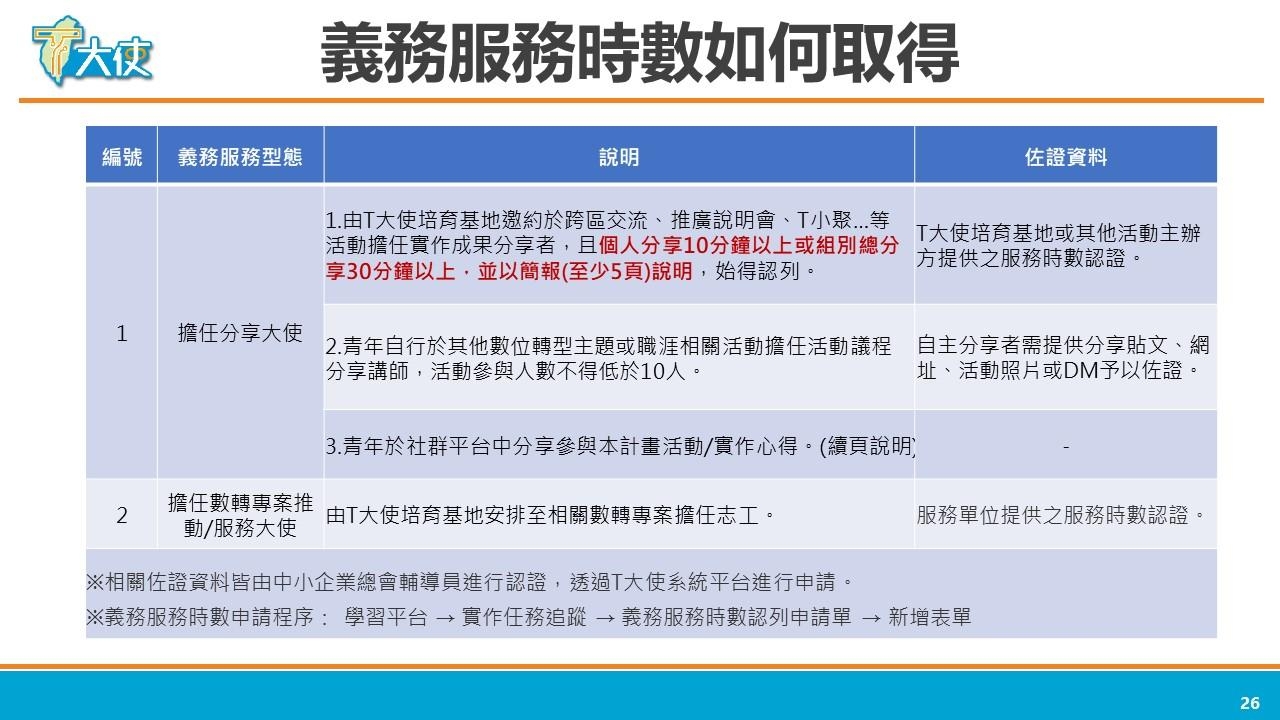 T大使
義務服務時數如何取得
編號
義務服務型態
說明
佐證資料
1
擔任分享大使
1.由T大使培育基地邀約於跨區交流、推廣說明會、T小聚...等
活動擔任實作成果分享者，且個人分享10分鐘以上或組別總分
享30分鐘以上，並以簡報(至少5頁)說明，始得認列。
T大使培育基地或其他活動主辦
方提供之服務時數認證。
2.青年自行於其他數位轉型主題或職涯相關活動擔任活動議程
分享講師，活動參與人數不得低於10人。
自主分享者需提供分享貼文、網
址、活動照片或DM予以佐證。
3.青年於社群平台中分享參與本計畫活動/實作心得。(續頁說明)
-
2
擔任數轉專案推
動/服務大使
由T大使培育基地安排至相關數轉專案擔任志工。
服務單位提供之服務時數認證。
※相關佐證資料皆由中小企業總會輔導員進行認證，透過T大使系統平台進行申請。
※義務服務時數申請程序： 學習平台 → 實作任務追蹤 → 義務服務時數認列申請單 → 新增表單
26